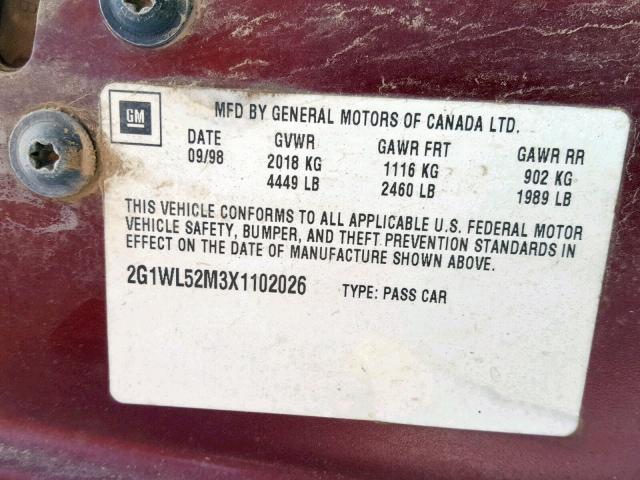 GM
MFD BY GENERAL MOTORS OF CANADA LTD.
DATE GVWR GAWR FRT GAWR RR
09/98 2018 KG 1116 KG 902 KG
4449 LB 2460 LB 1989 LB
THIS VEHICLE CONFORMS TO ALL APPLICABLE U.S. FEDERAL MOTOR
VEHICLE SAFETY, BUMPER, AND THEFT PREVENTION STANDARDS IN
EFFECT ON THE DATE OF MANUFACTURE SHOWN ABOVE.
2G1WL52M3X1102026 TYPE: PASS CAR